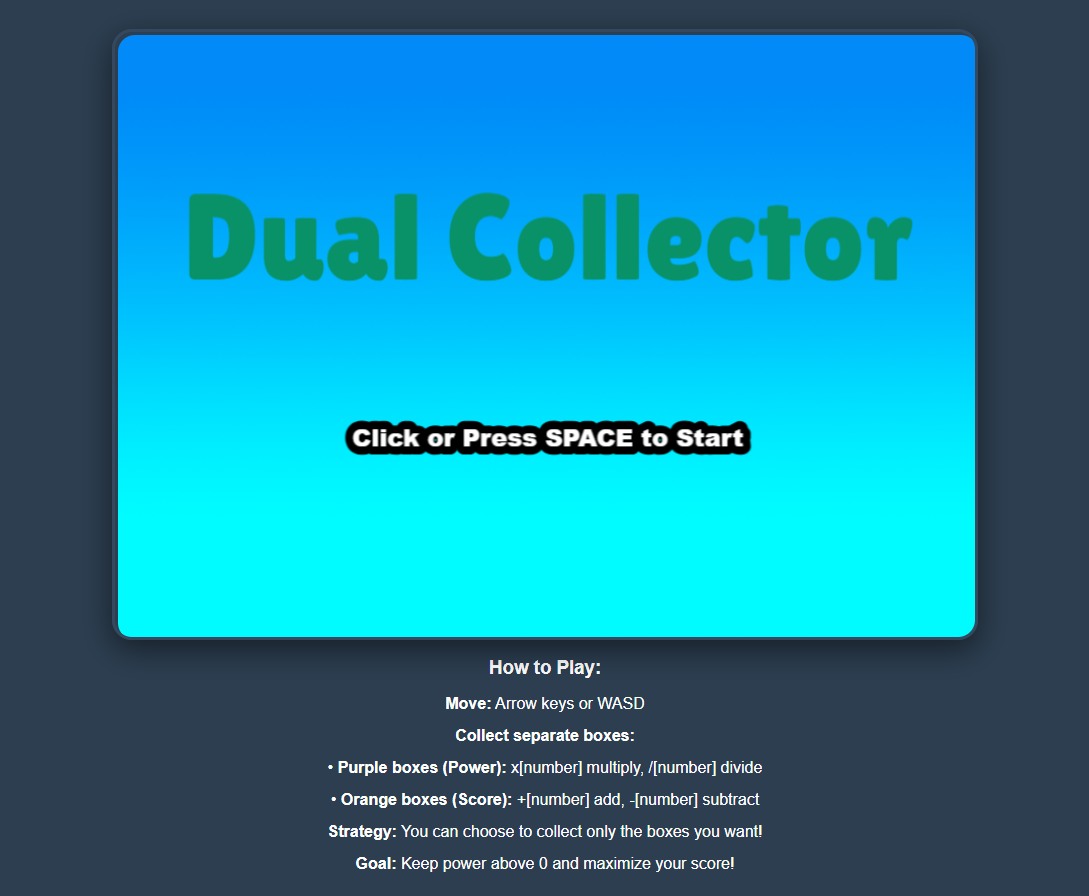 Dual Collector
Click or Press SPACE to Start
How to Play:
Move: Arrow keys or WASD
Collect separate boxes:
• Purple boxes (Power): x[number] multiply, /[number] divide
• Orange boxes (Score): +[number] add, -[number] subtract
Strategy: You can choose to collect only the boxes you want!
Goal: Keep power above 0 and maximize your score!